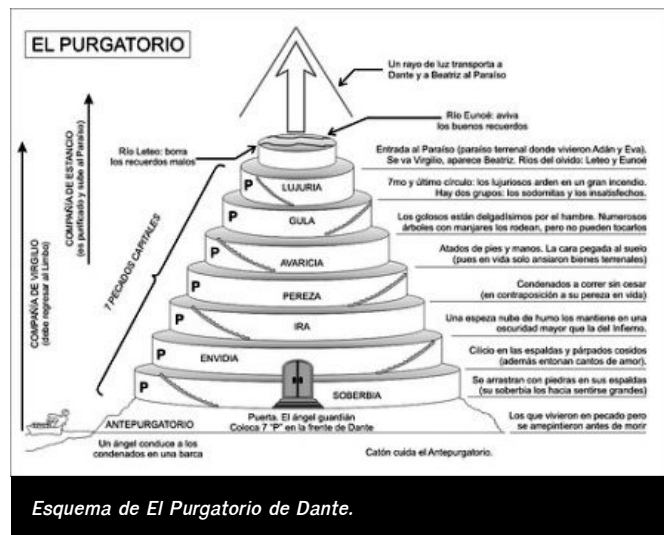 EL PURGATORIO
Un rayo de luz transporta a
Dante y a Beatriz al Paraíso
Río Eunoé: aviva
los buenos recuerdos
Río Leteo: borra
los recuerdos malos
Entrada al Paraíso (paraíso terrenal donde vivieron Adán y Eva).
Se va Virgilio, aparece Beatriz. Ríos del olvido: Leteo y Eunoé
COMPAÑÍA DE ESTANCIO
(es purificado y sube al Paraíso)
COMPAÑÍA DE VIRGILIO
(debe regresar al Limbo)
7 PECADOS CAPITALES
P
LUJURIA
7mo y último círculo: los lujuriosos arden en un gran incendio.
Hay dos grupos: los sodomitas y los insatisfechos.
P
GULA
Los golosos están delgadísimos por el hambre. Numerosos
árboles con manjares los rodean, pero no pueden tocarlos
P
AVARICIA
Atados de pies y manos. La cara pegada al suelo
(pues en vida solo ansiaron bienes terrenales)
P
PEREZA
Condenados a correr sin cesar
(en contraposición a su pereza en vida)
P
IRA
Una espeza nube de humo los mantiene en una
oscuridad mayor que la del Infierno.
P
ENVIDIA
Cilicio en las espaldas y párpados cosidos
(además entonan cantos de amor).
P
SOBERBIA
Se arrastran con piedras en sus espaldas
(su soberbia los hacia sentirse grandes)
ANTEPURGATORIO
Puerta. El ángel guardián
Coloca 7 "P" en la frente de Dante
Los que vivieron en pecado pero
se arrepintieron antes de morir
Un ángel conduce a los
condenados en una barca
Catón cuida el Antepurgatorio.
Esquema de El Purgatorio de Dante.